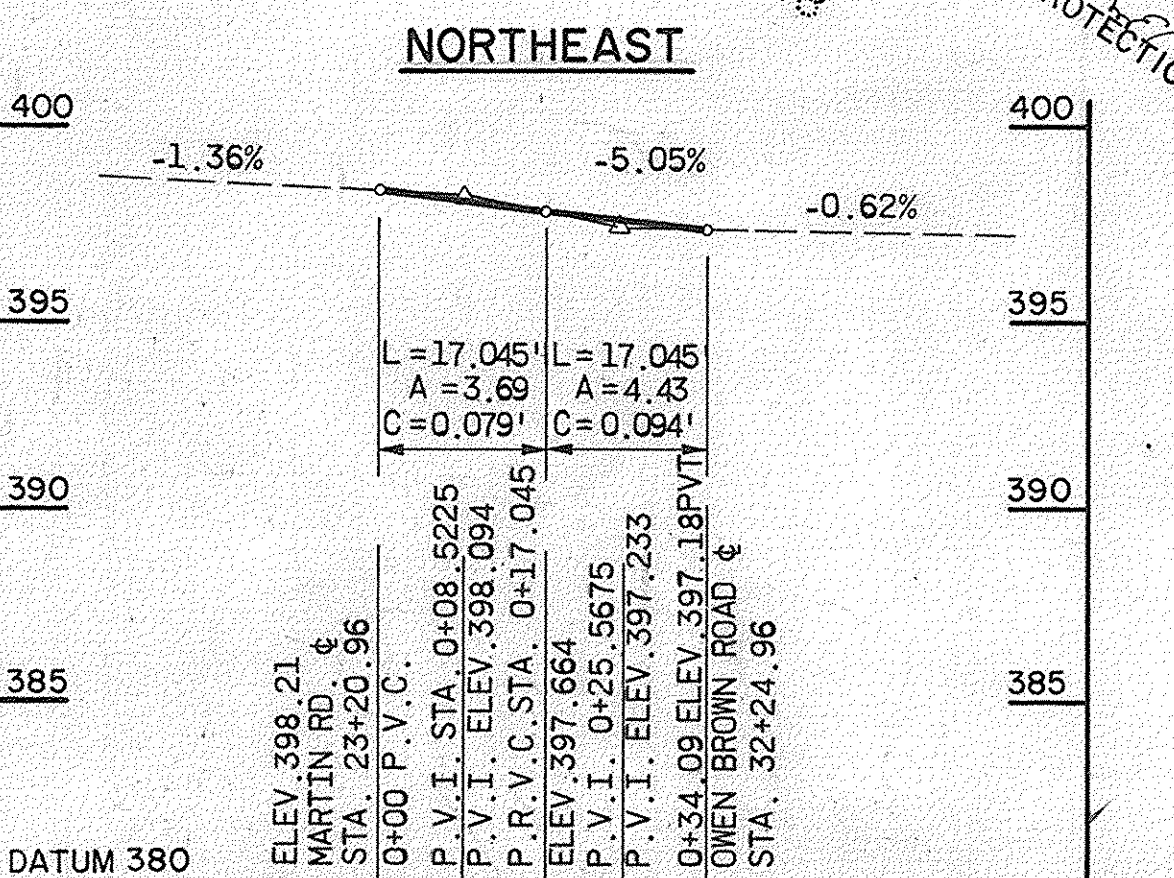 NORTHEAST
OTECTIO
400
400
-1.36%
-5.05%
-0.62%
395
395
L=17.045'
A=3.69
C=0.079'
L=17.045'
A=4.43
C=0.094'
390
390
385
385
ELEV.398.21
MARTIN RD. ℄
STA. 23+20.96
0+00 P.V.C.
P.V.I. STA. 0+08.5225
P.V.I. ELEV.398.094
P.R.V.C.STA. 0+17.045
ELEV.397.664
P.V.I. 0+25.5675
P.V.I. ELEV.397.233
0+34.09 ELEV.397.18PVT
OWEN BROWN ROAD ℄
STA. 32+24.96
DATUM 380